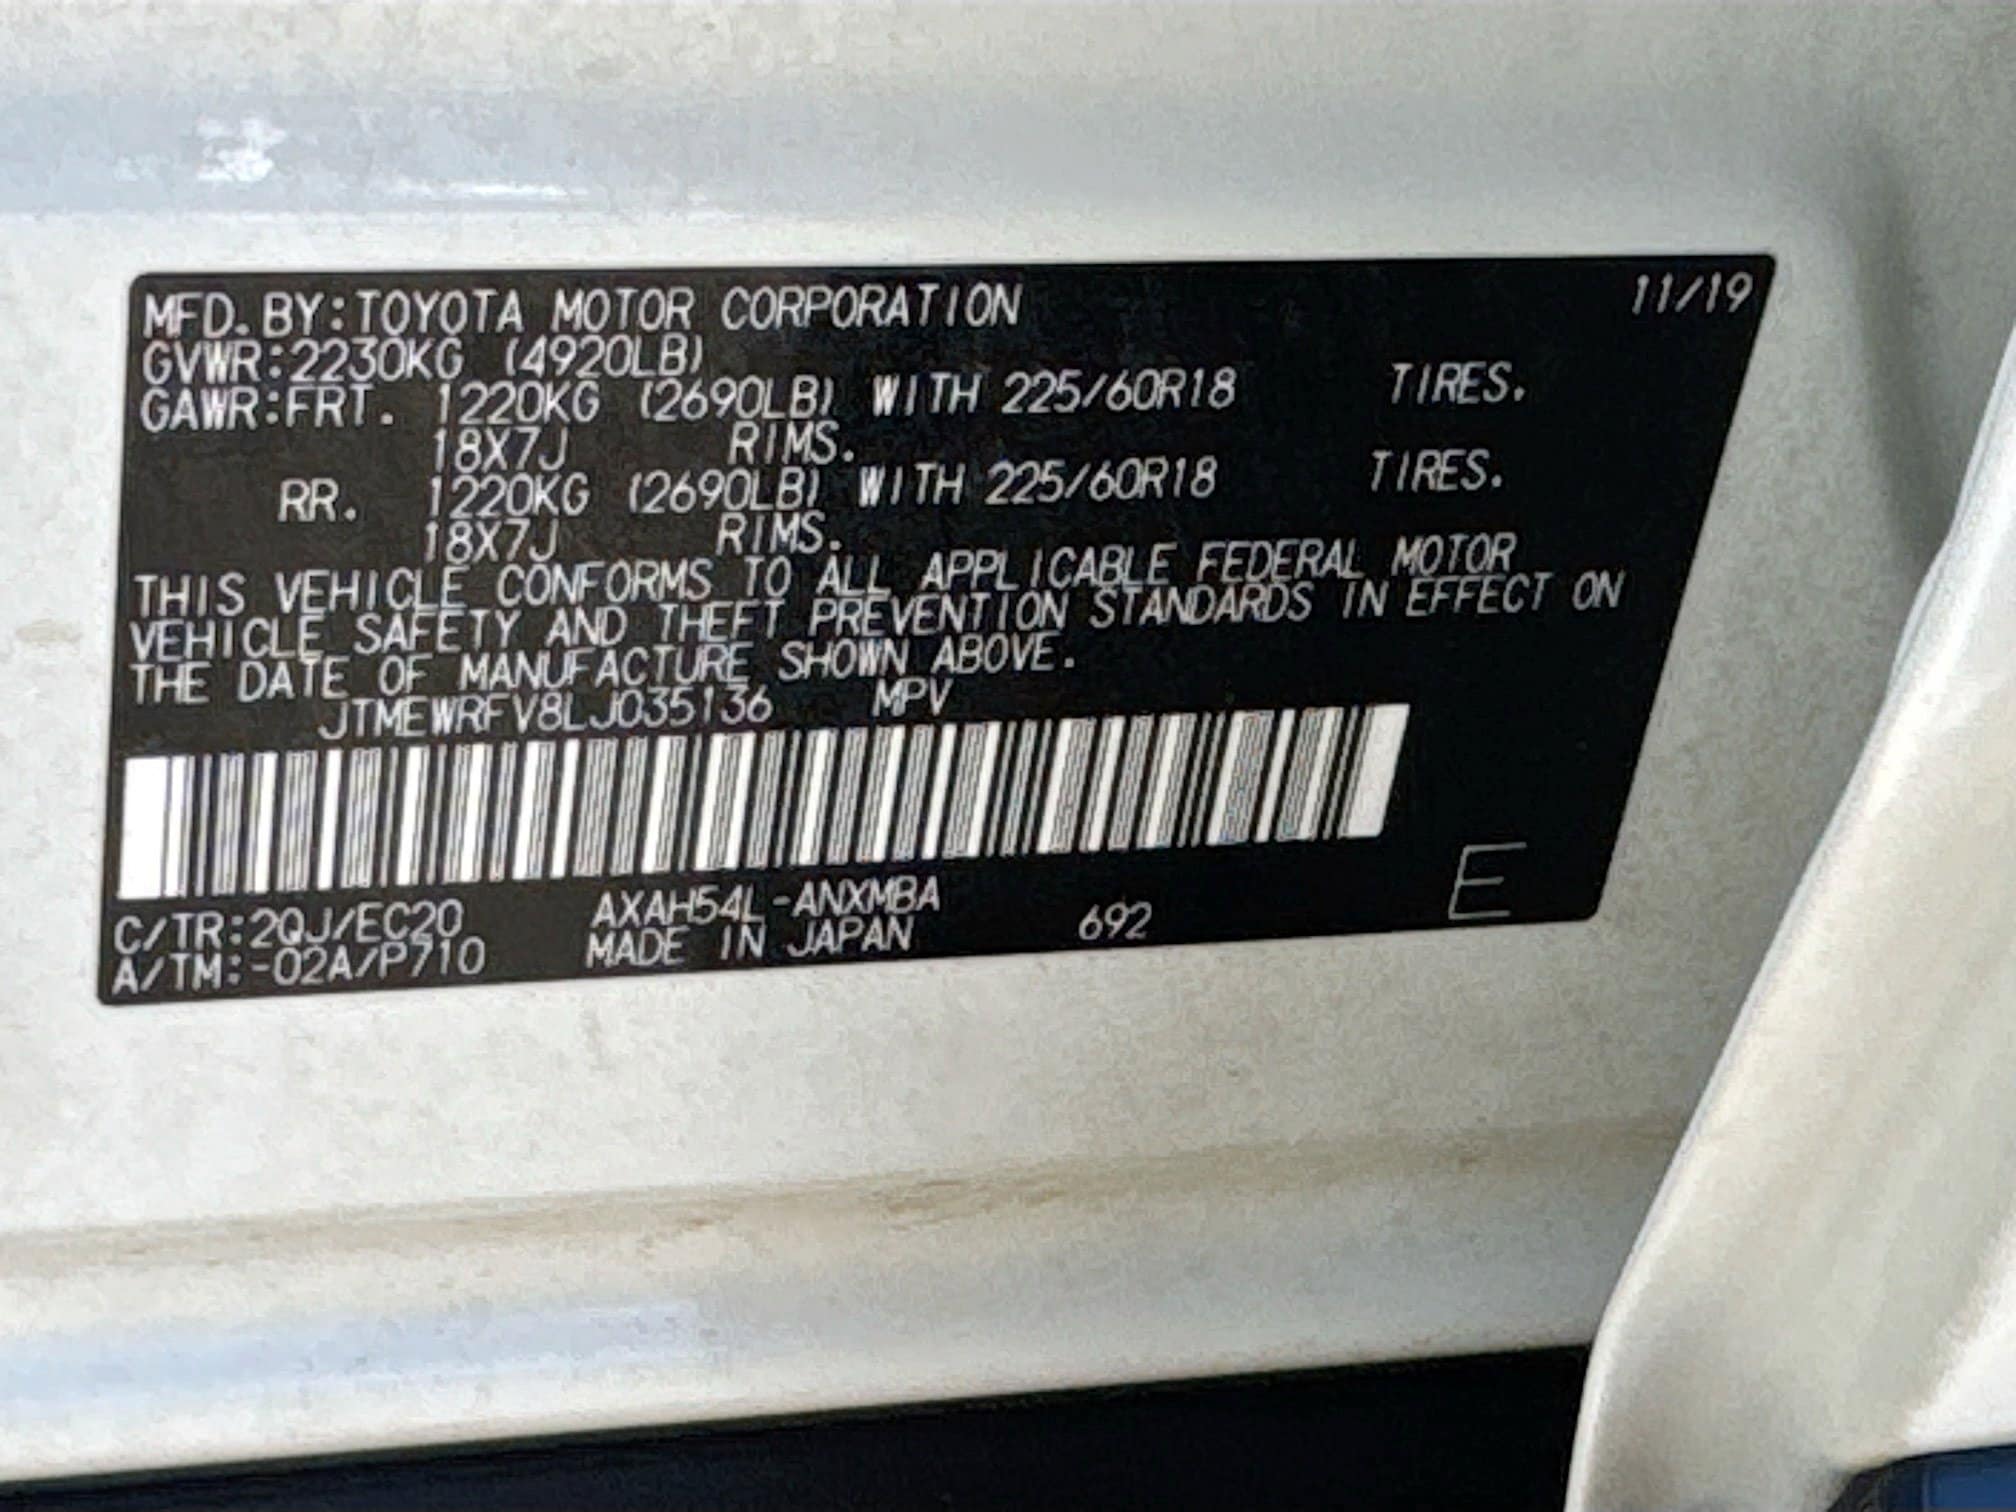 MFD. BY:TOYOTA MOTOR CORPORATION 11/19
GVWR:2230KG (4920LB)
GAWR:FRT. 1220KG (2690LB) WITH 225/60R18 TIRES.
18X7J RIMS.
RR. 1220KG (2690LB) WITH 225/60R18 TIRES.
18X7J RIMS.
THIS VEHICLE CONFORMS TO ALL APPLICABLE FEDERAL MOTOR
VEHICLE SAFETY AND THEFT PREVENTION STANDARDS IN EFFECT ON
THE DATE OF MANUFACTURE SHOWN ABOVE.
JTMEWRFV8LJ035136 MPV
C/TR:2QJ/EC20 AXAH54L-ANXMBA
A/TM:-02A/P710 MADE IN JAPAN 692 E